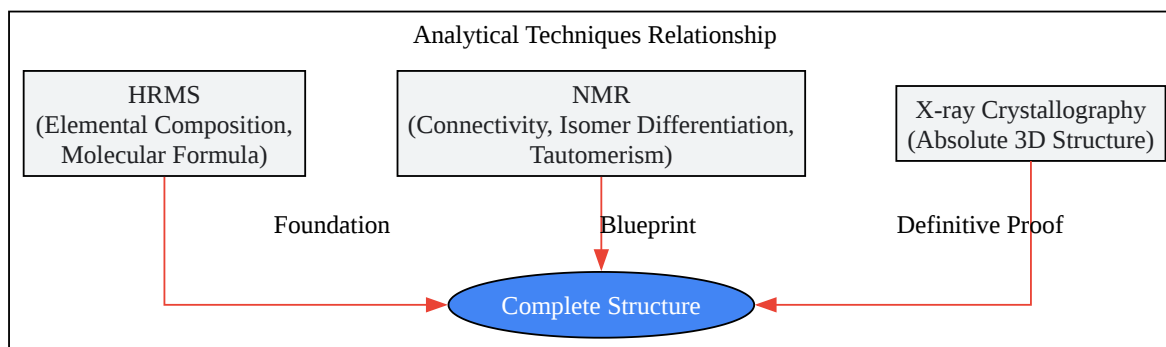 Analytical Techniques Relationship
HRMS
(Elemental Composition,
Molecular Formula)
NMR
(Connectivity, Isomer Differentiation,
Tautomerism)
X-ray Crystallography
(Absolute 3D Structure)
Foundation
Blueprint
Definitive Proof
Complete Structure